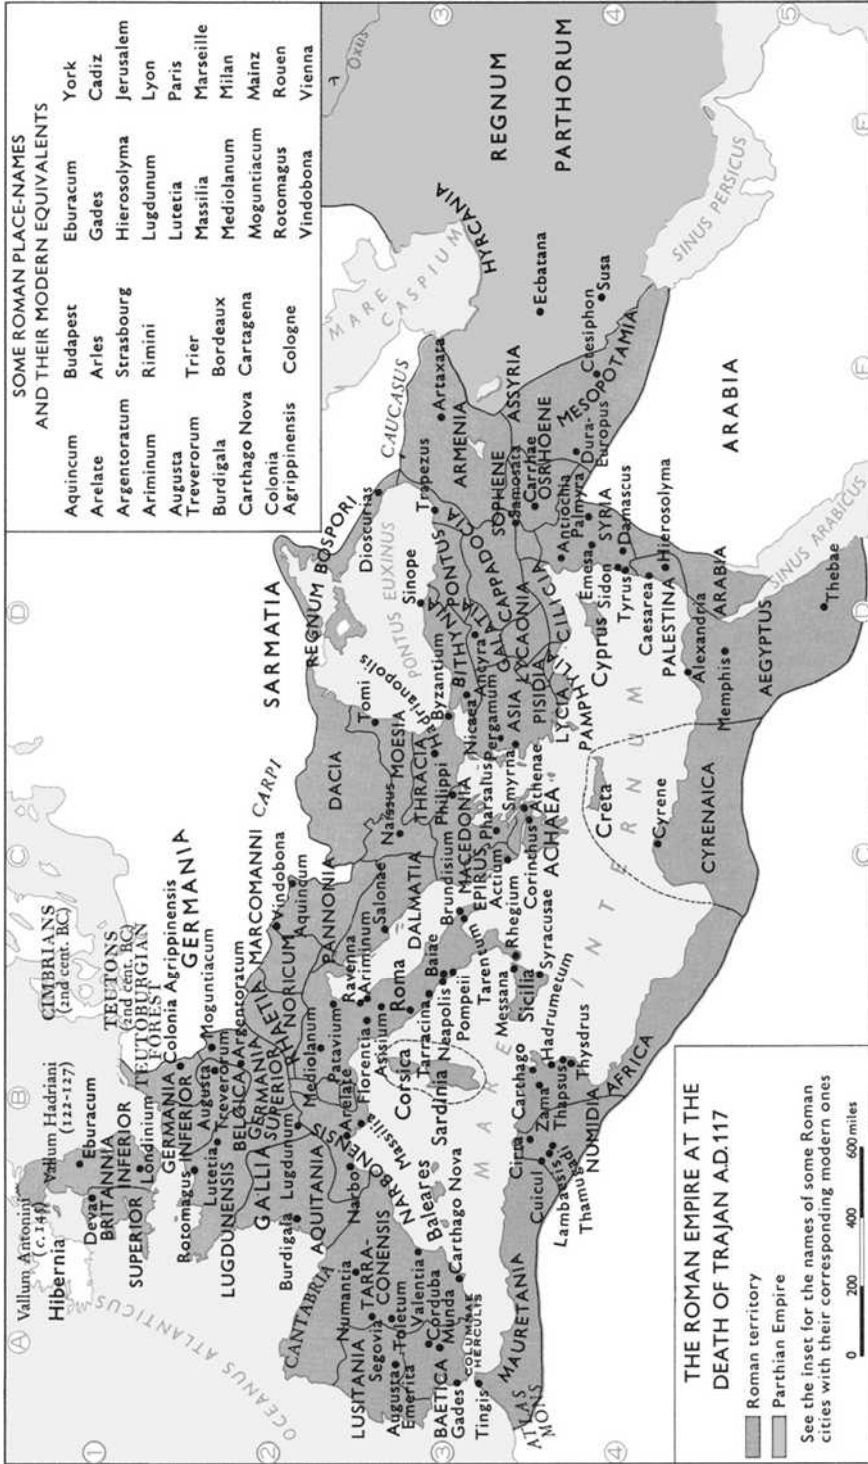 SOME ROMAN PLACE-NAMES
AND THEIR MODERN EQUIVALENTS
Aquincum Budapest Eburacum York
Arelate Arles Gades Cadiz
Argentoratum Strasbourg Hierosolyma Jerusalem
Ariminum Rimini Lugdunum Lyon
Augusta Lutetia Paris
Treverorum Trier Massilia Marseille
Burdigala Bordeaux Mediolanum Milan
Carthago Nova Cartagena Moguntiacum Mainz
Colonia Rotomagus Rouen
Agrippinensis Cologne Vindobona Vienna
Vallum Antonini
(c.145)
Hibernia
Vallum Hadriani
(122-127)
CIMBRIANS
(2nd cent. BC)
TEUTONS
(2nd cent. BC)
TEUTOBURGIAN
FOREST
OCEANUS ATLANTICUS
Eburacum
Deva
BRITANNIA
INFERIOR
SUPERIOR
Londinium
GERMANIA
INFERIOR
Colonia Agrippinensis
GERMANIA
Moguntiacum
Rotomagus
Augusta
Treverorum
Lutetia
BELGICA
Argentoratum
LUGDUNENSIS
GERMANIA
SUPERIOR
GALLIA
RHAETIA
MARCOMANNI
Vindobona
Aquincum
NORICUM
PANNONIA
CARPI
SARMATIA
DACIA
Burdigala
Lugdunum
AQUITANIA
Mediolanum
Patavium
Ravenna
Ariminum
Salonae
DALMATIA
Arelate
NARBONENSIS
Narbo
Massilia
Florentia
Asisium
CANTABRIA
Numantia
TARRA-
CONENSIS
LUSITANIA
Segovia
Toletum
Valentia
Augusta
Emerita
Corduba
Munda
BAETICA
Gades
Carthago Nova
COLUMNAE
HERCULIS
Tingis
ATLAS
MONS
MAURETANIA
Baleares
Corsica
Sardinia
Roma
Tarracina
Baiae
Neapolis
Pompeii
Tarentum
Brundisium
Messana
Rhegium
Sicilia
Syracusae
MARE INTERNUM
Cirta
Carthago
Cuicul
Zama
Hadrumetum
Lambaesis
Thapsus
Thamugadi
Thysdrus
NUMIDIA
AFRICA
Naissus
MOESIA
Tomi
THRACIA
Hadrianopolis
Philippi
Byzantium
MACEDONIA
EPIRUS
Actium
Phalsalus
Corinthus
Athenae
ACHAEA
Creta
Cyrene
CYRENAICA
REGNUM BOSPORI
PONTUS EUXINUS
Dioscurias
CAUCASUS
Sinope
Tropezus
BITHYNIA
PONTUS
Nicaea
Ancyra
GALATIA
CAPPADOCIA
Pergamum
Smyrna
ASIA
LYCAONIA
PISIDIA
LYCIA
PAMPHYLIA
CILICIA
Cyprus
Artaxata
ARMENIA
SOPHENE
Samosata
Carrhae
OSRHOENE
ASSYRIA
MESOPOTAMIA
Antiochia
Palmyra
Dura-
Europus
Ctesiphon
Emesa
SYRIA
Sidon
Damascus
Tyrus
Caesarea
Hierosolyma
PALESTINA
ARABIA
Alexandria
Memphis
AEGYPTUS
Thebae
SINUS ARABICUS
ARABIA
MARE
CASPIUM
HYRCANIA
Oxus
REGNUM
PARTHORUM
Ecbatana
Susa
SINUS PERSICUS
A
B
C
D
E
F
1
2
3
4
3
4
5
D
C
THE ROMAN EMPIRE AT THE
DEATH OF TRAJAN A.D.117
Roman territory
Parthian Empire
See the inset for the names of some Roman
cities with their corresponding modern ones
0 200 400 600 miles